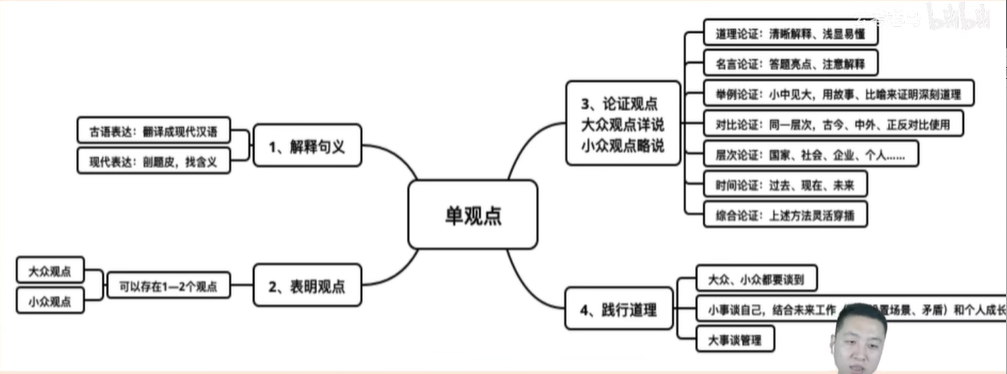 bilibili
道理论证：清晰解释、浅显易懂
名言论证：答题亮点、注意解释
举例论证：小中见大，用故事、比喻来证明深刻道理
对比论证：同一层次，古今、中外、正反对比使用
层次论证：国家、社会、企业、个人……
时间论证：过去、现在、未来
综合论证：上述方法灵活穿插
3、论证观点
大众观点详说
小众观点略说
古语表达：翻译成现代汉语
现代表达：剖题皮，找含义
1、解释句义
单观点
大众观点
小众观点
可以存在1—2个观点
2、表明观点
4、践行道理
大众、小众都要谈到
小事谈自己，结合未来工作 置场景、矛盾）和个人成长
大事谈管理